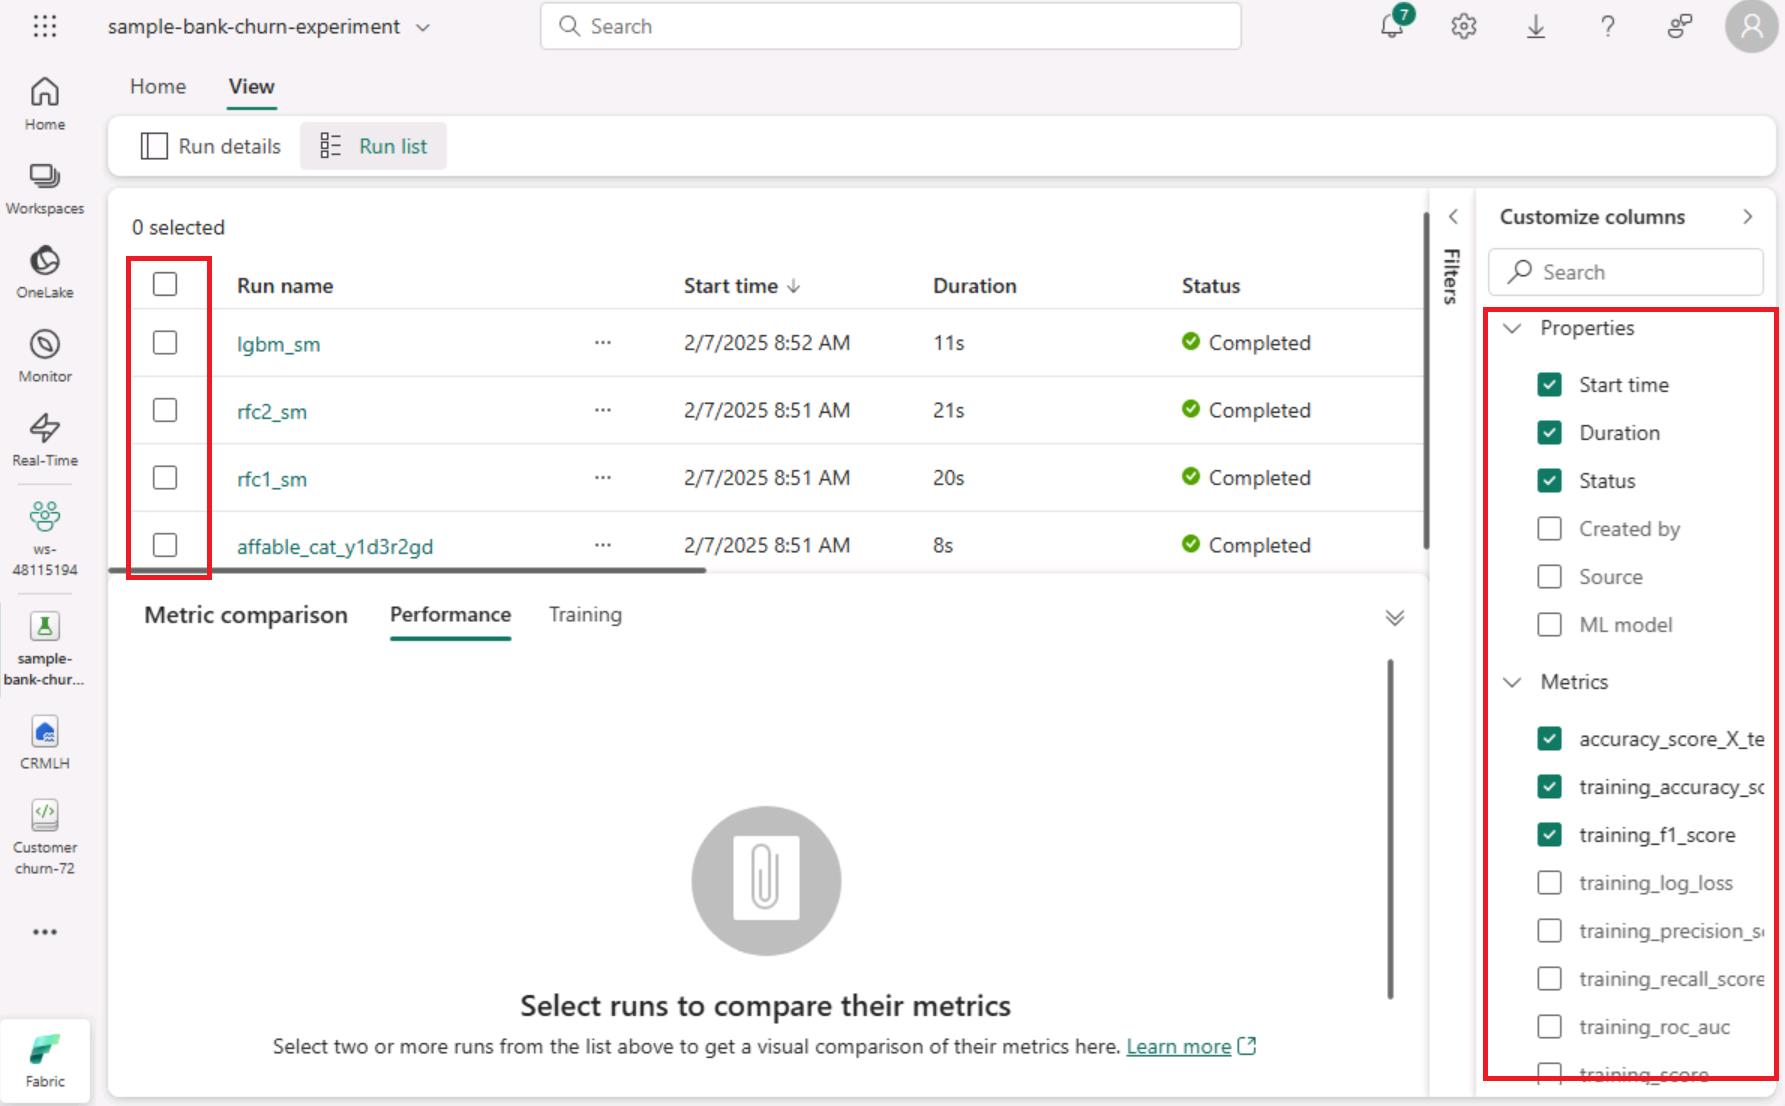 sample-bank-churn-experiment
Search
7
Home
Workspaces
OneLake
Monitor
Real-Time
ws-
48115194
sample-
bank-chur...
CRMLH
Customer
churn-72
Fabric
Home View
Run details Run list
0 selected
Run name Start time Duration Status
lgbm_sm ... 2/7/2025 8:52 AM 11s Completed
rfc2_sm ... 2/7/2025 8:51 AM 21s Completed
rfc1_sm ... 2/7/2025 8:51 AM 20s Completed
affable_cat_y1d3r2gd ... 2/7/2025 8:51 AM 8s Completed
Metric comparison Performance Training
Select runs to compare their metrics
Select two or more runs from the list above to get a visual comparison of their metrics here. Learn more
Filters
Customize columns
Search
Properties
Start time
Duration
Status
Created by
Source
ML model
Metrics
accuracy_score_X_te
training_accuracy_sc
training_f1_score
training_log_loss
training_precision_s
training_recall_score
training_roc_auc
training_score